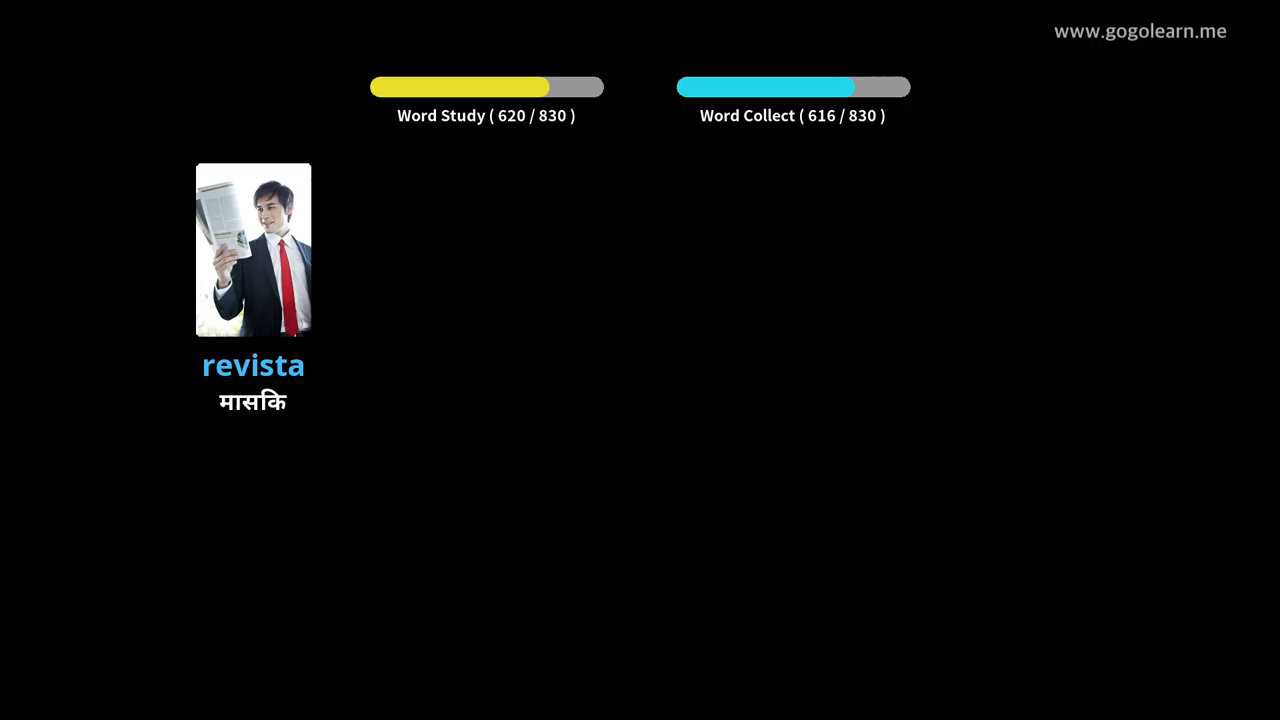 www.gogolearn.me
Word Study ( 620 / 830 )
Word Collect ( 616 / 830 )
revista
मासकि